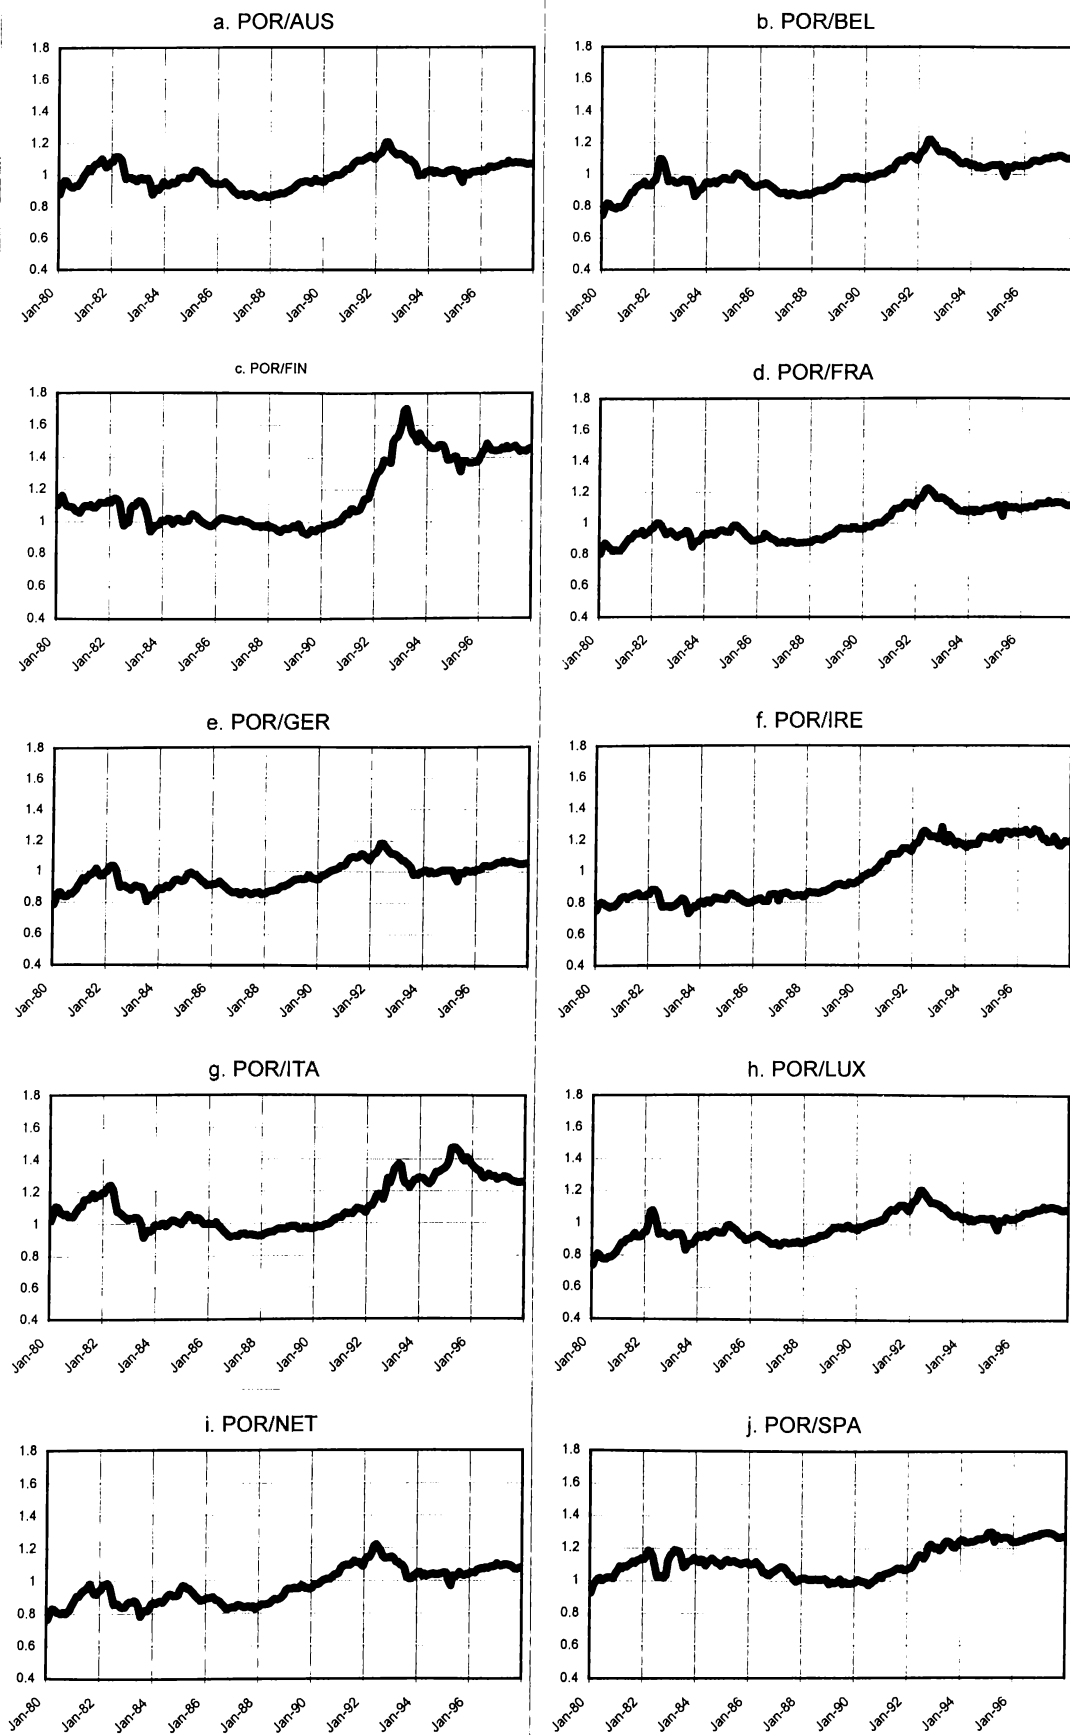 a. POR/AUS
1.8
1.6
1.4
1.2
1
0.8
0.6
0.4
Jan-80
Jan-82
Jan-84
Jan-86
Jan-88
Jan-90
Jan-92
Jan-94
Jan-96
b. POR/BEL
1.8
1.6
1.4
1.2
1
0.8
0.6
0.4
Jan-80
Jan-82
Jan-84
Jan-86
Jan-88
Jan-90
Jan-92
Jan-94
Jan-96
c. POR/FIN
1.8
1.6
1.4
1.2
1
0.8
0.6
0.4
Jan-80
Jan-82
Jan-84
Jan-86
Jan-88
Jan-90
Jan-92
Jan-94
Jan-96
d. POR/FRA
1.8
1.6
1.4
1.2
1
0.8
0.6
0.4
Jan-80
Jan-82
Jan-84
Jan-86
Jan-88
Jan-90
Jan-92
Jan-94
Jan-96
e. POR/GER
1.8
1.6
1.4
1.2
1
0.8
0.6
0.4
Jan-80
Jan-82
Jan-84
Jan-86
Jan-88
Jan-90
Jan-92
Jan-94
Jan-96
f. POR/IRE
1.8
1.6
1.4
1.2
1
0.8
0.6
0.4
Jan-80
Jan-82
Jan-84
Jan-86
Jan-88
Jan-90
Jan-92
Jan-94
Jan-96
g. POR/ITA
1.8
1.6
1.4
1.2
1
0.8
0.6
0.4
Jan-80
Jan-82
Jan-84
Jan-86
Jan-88
Jan-90
Jan-92
Jan-94
Jan-96
h. POR/LUX
1.8
1.6
1.4
1.2
1
0.8
0.6
0.4
Jan-80
Jan-82
Jan-84
Jan-86
Jan-88
Jan-90
Jan-92
Jan-94
Jan-96
i. POR/NET
1.8
1.6
1.4
1.2
1
0.8
0.6
0.4
Jan-80
Jan-82
Jan-84
Jan-86
Jan-88
Jan-90
Jan-92
Jan-94
Jan-96
j. POR/SPA
1.8
1.6
1.4
1.2
1
0.8
0.6
0.4
Jan-80
Jan-82
Jan-84
Jan-86
Jan-88
Jan-90
Jan-92
Jan-94
Jan-96